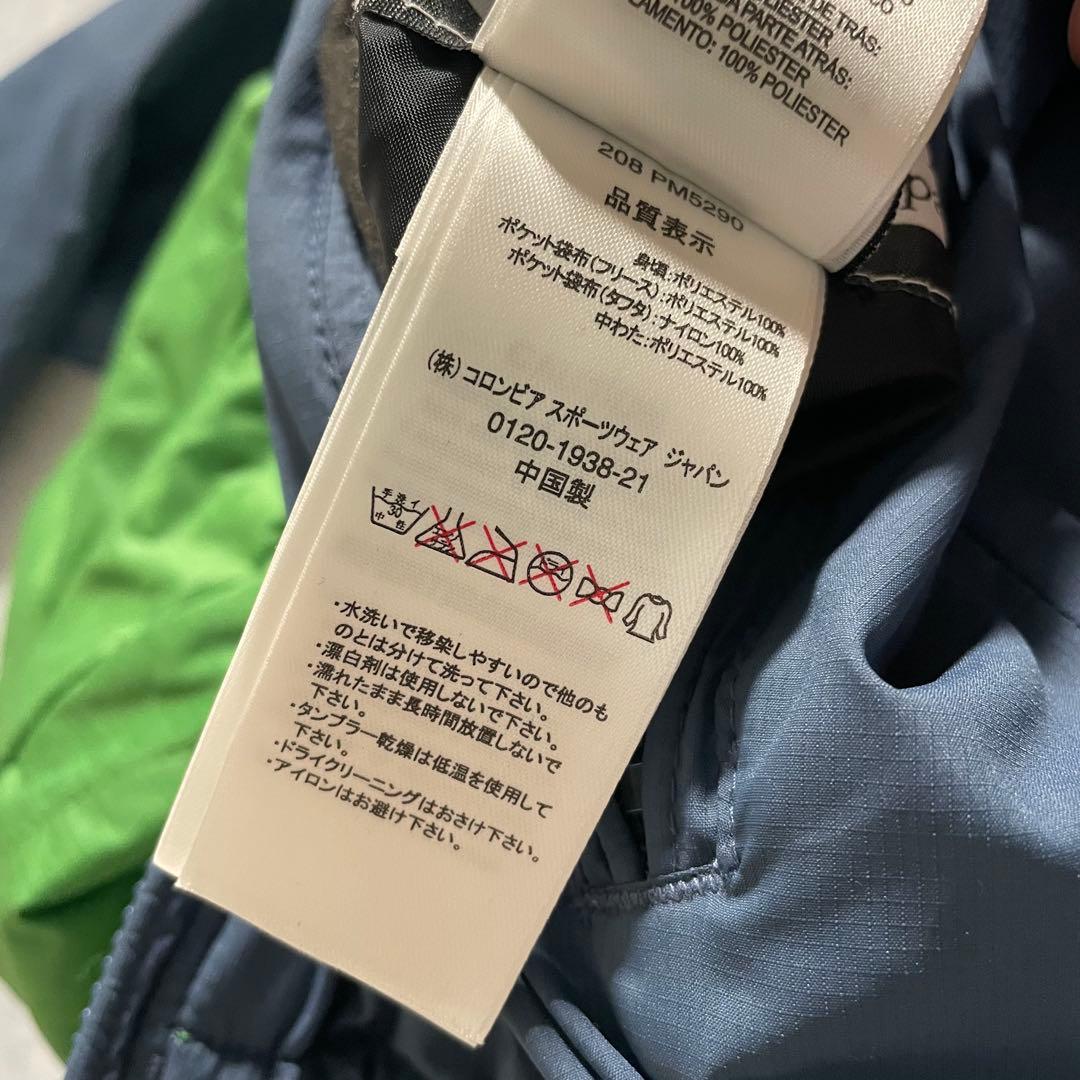 DE TRÁS:
POLIÉSTER
PARTE ATRÁS:
100% POLIESTER
100% POLIESTER
208 PM5290
品質表示
身頃:ポリエステル100%
ポケット袋布(フリース):ポリエステル100%
ポケット袋布(タフタ):ナイロン100%
中わた:ポリエステル100%
(株)コロンビア スポーツウェア ジャパン
0120-1938-21
中国製
手洗イ
30
中性
・水洗いで移染しやすいので他のも
のとは分けて洗って下さい。
・漂白剤は使用しないで下さい。
・濡れたまま長時間放置しないで
下さい。
・タンブラー乾燥は低温を使用して
下さい。
・ドライクリーニングはおさけ下さい。
・アイロンはお避け下さい。